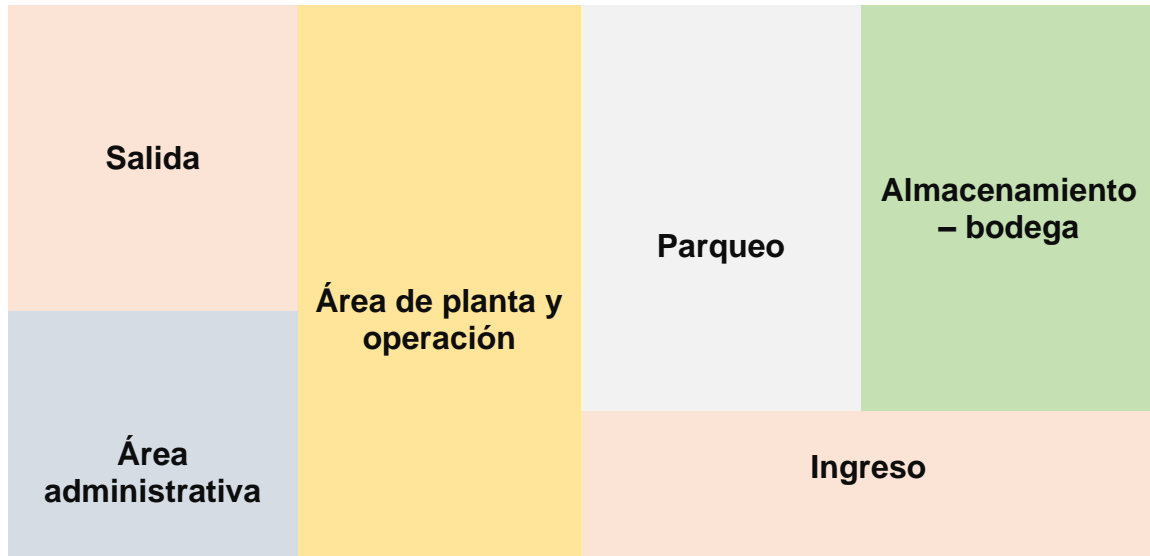 Salida
Área de planta y
operación
Área
administrativa
Parqueo
Almacenamiento
– bodega
Ingreso